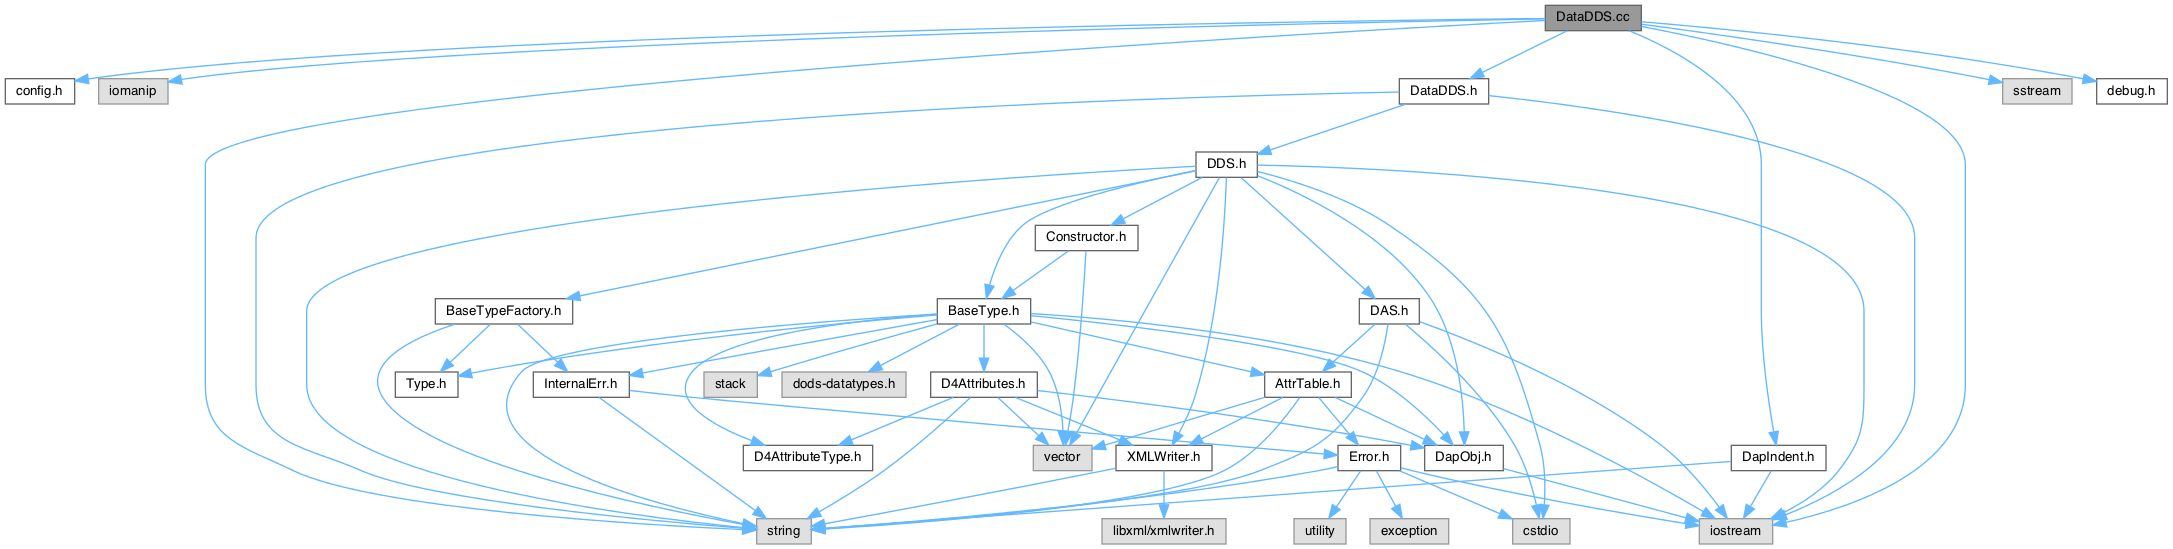 DataDDS.cc
config.h
iomanip
DataDDS.h
sstream
debug.h
DDS.h
Constructor.h
BaseTypeFactory.h
BaseType.h
DAS.h
Type.h
InternalErr.h
stack
dods-datatypes.h
D4Attributes.h
AttrTable.h
D4AttributeType.h
vector
XMLWriter.h
Error.h
DapObj.h
DapIndent.h
string
libxml/xmlwriter.h
utility
exception
cstdio
iostream